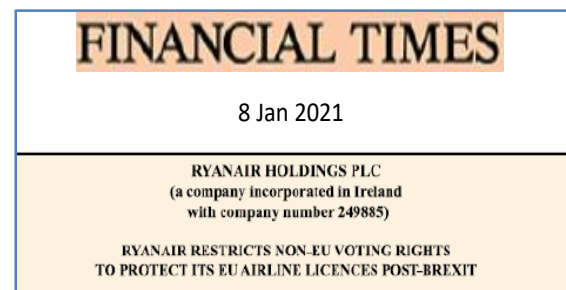 FINANCIAL TIMES
8 Jan 2021
RYANAIR HOLDINGS PLC
(a company incorporated in Ireland
with company number 249885)
RYANAIR RESTRICTS NON-EU VOTING RIGHTS
TO PROTECT ITS EU AIRLINE LICENCES POST-BREXIT